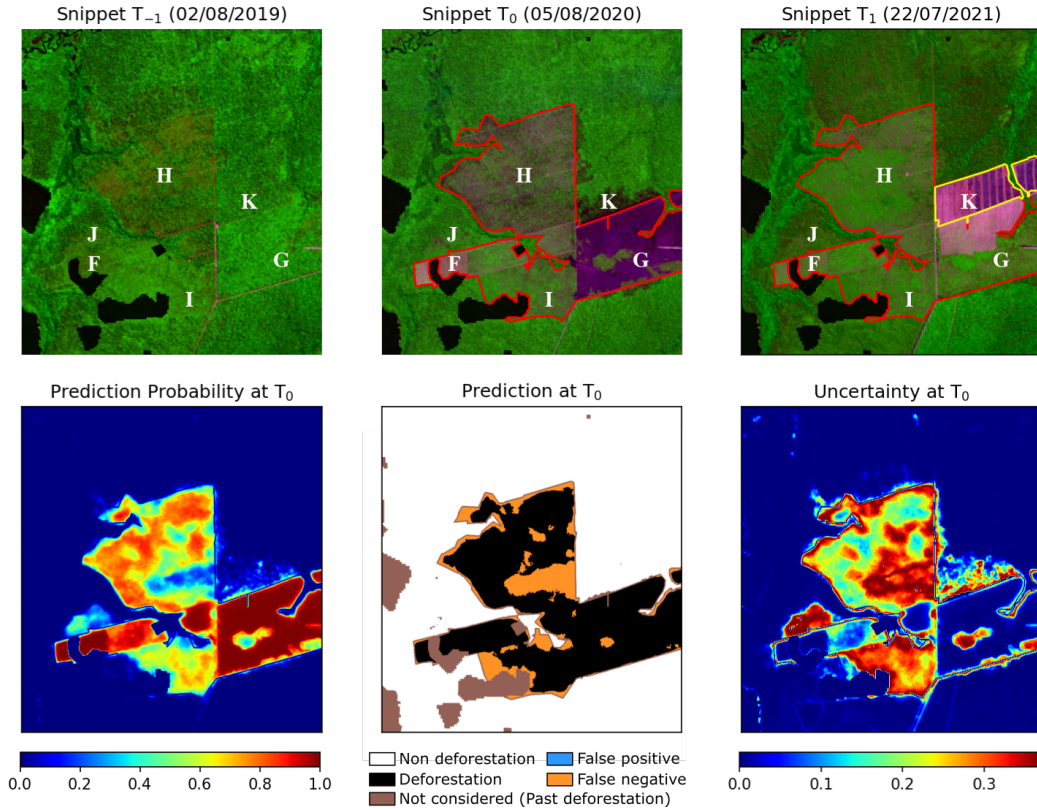 Snippet T₋₁ (02/08/2019)
Snippet T₀ (05/08/2020)
Snippet T₁ (22/07/2021)
H
K
J
F
G
I
H
K
J
F
G
I
H
K
J
F
G
I
Prediction Probability at T₀
Prediction at T₀
Uncertainty at T₀
0.0 0.2 0.4 0.6 0.8 1.0
Non deforestation
False positive
Deforestation
False negative
Not considered (Past deforestation)
0.0 0.1 0.2 0.3